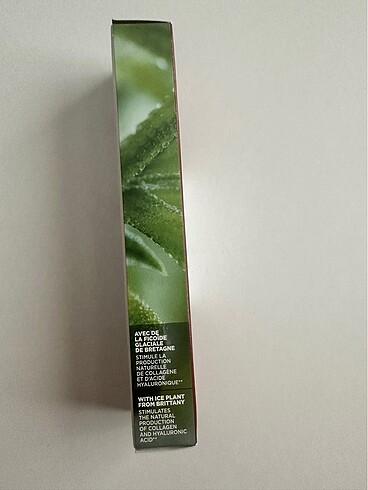 AVEC DE
LA FICOÏDE
GLACIALE
DE BRETAGNE
STIMULE LA
PRODUCTION
NATURELLE
DE COLLAGÈNE
ET D'ACIDE
HYALURONIQUE**
WITH ICE PLANT
FROM BRITTANY
STIMULATES
THE NATURAL
PRODUCTION
OF COLLAGEN
AND HYALURONIC
ACID**